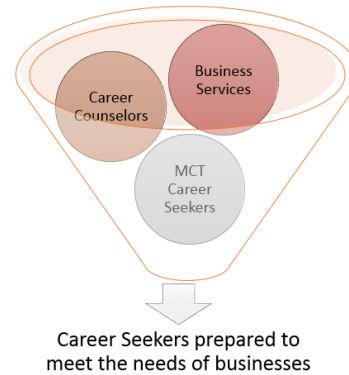 Business
Services
Career
Counselors
MCT
Career
Seekers
Career Seekers prepared to
meet the needs of businesses